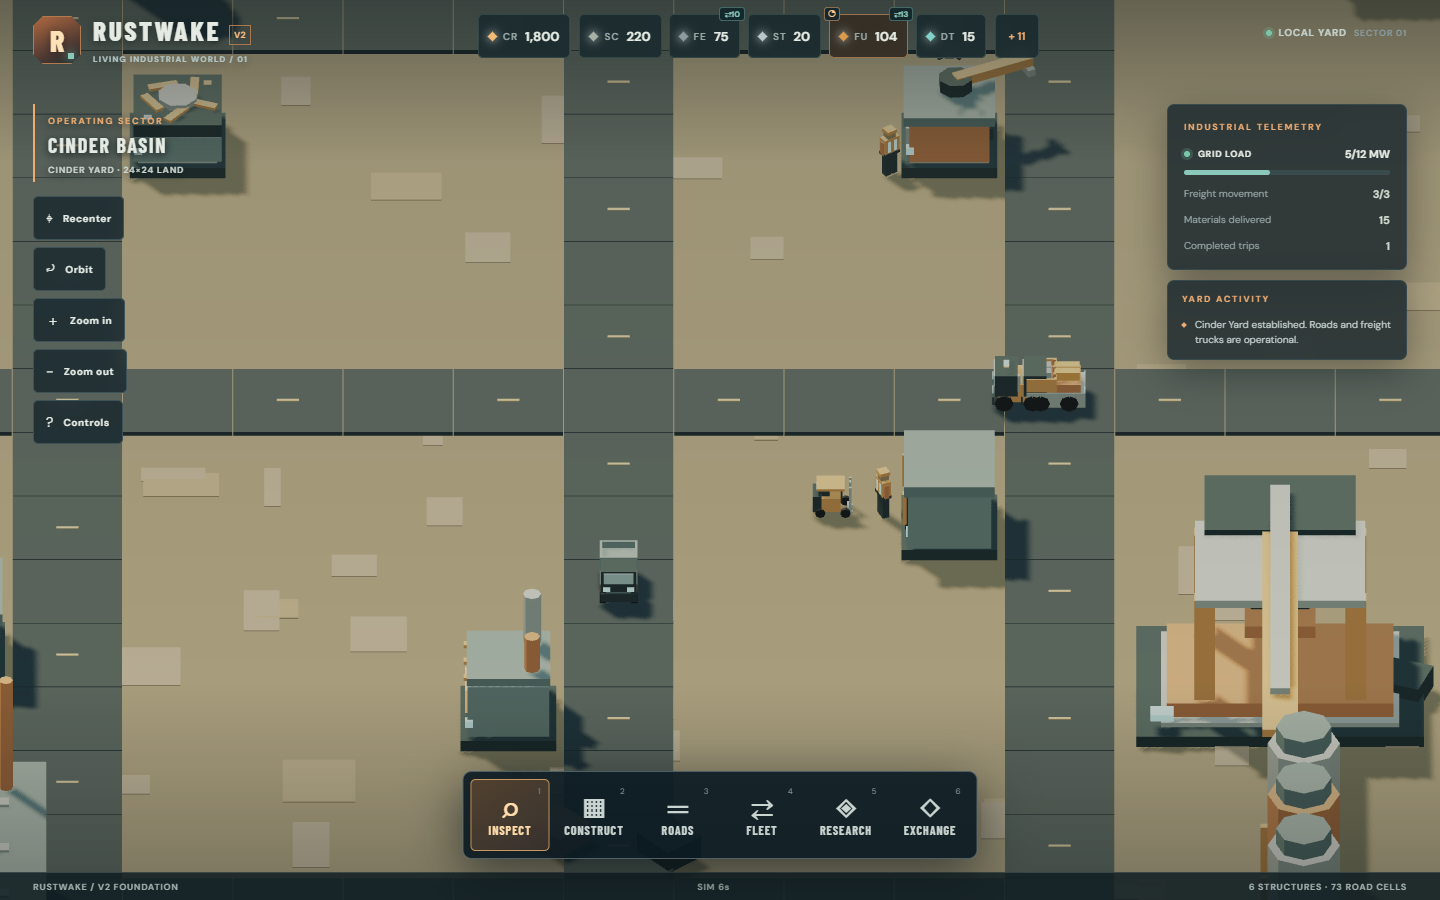 R
RUSTWAKE V2
LIVING INDUSTRIAL WORLD / 01
CR 1,800
SC 220
⇄10
FE 75
ST 20
⇄13
FU 104
DT 15
+11
LOCAL YARD SECTOR 01
OPERATING SECTOR
CINDER BASIN
CINDER YARD · 24×24 LAND
Recenter
Orbit
+ Zoom in
− Zoom out
? Controls
INDUSTRIAL TELEMETRY
GRID LOAD 5/12 MW
Freight movement 3/3
Materials delivered 15
Completed trips 1
YARD ACTIVITY
Cinder Yard established. Roads and freight
trucks are operational.
1
INSPECT
2
CONSTRUCT
3
ROADS
4
FLEET
5
RESEARCH
6
EXCHANGE
RUSTWAKE / V2 FOUNDATION
SIM 6s
6 STRUCTURES · 73 ROAD CELLS